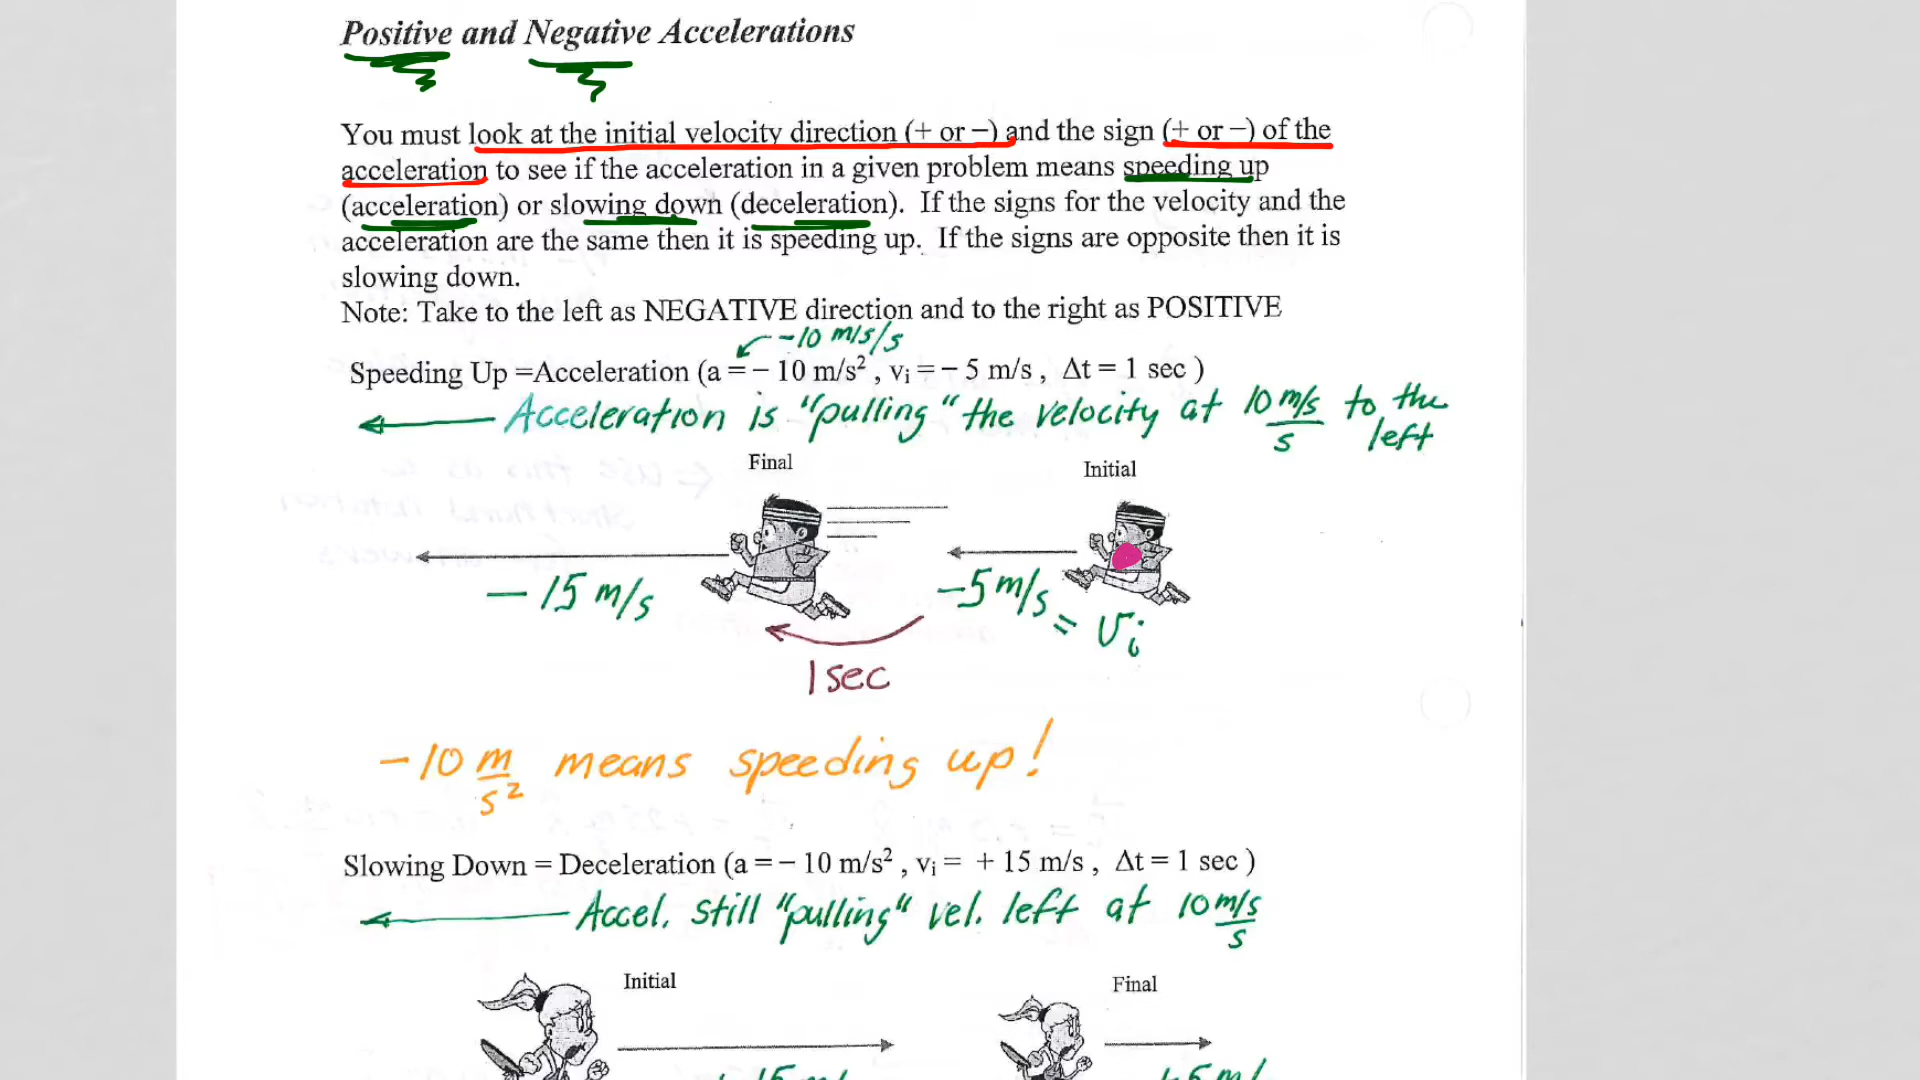 Positive and Negative Accelerations
You must look at the initial velocity direction (+ or −) and the sign (+ or −) of the
acceleration to see if the acceleration in a given problem means speeding up
(acceleration) or slowing down (deceleration).  If the signs for the velocity and the
acceleration are the same then it is speeding up.  If the signs are opposite then it is
slowing down.
Note: Take to the left as NEGATIVE direction and to the right as POSITIVE
-10 m/s/s
Speeding Up =Acceleration (a = − 10 m/s² , vᵢ = − 5 m/s ,  Δt = 1 sec )
Acceleration is "pulling" the velocity at 10 m/s/s to the
left
Final
Initial
− 15 m/s
−5 m/s
= vᵢ
1 sec
−10 m/s² means speeding up!
Slowing Down = Deceleration (a = − 10 m/s² , vᵢ =  + 15 m/s ,  Δt = 1 sec )
Accel. still "pulling" vel. left at 10 m/s/s
Initial
Final